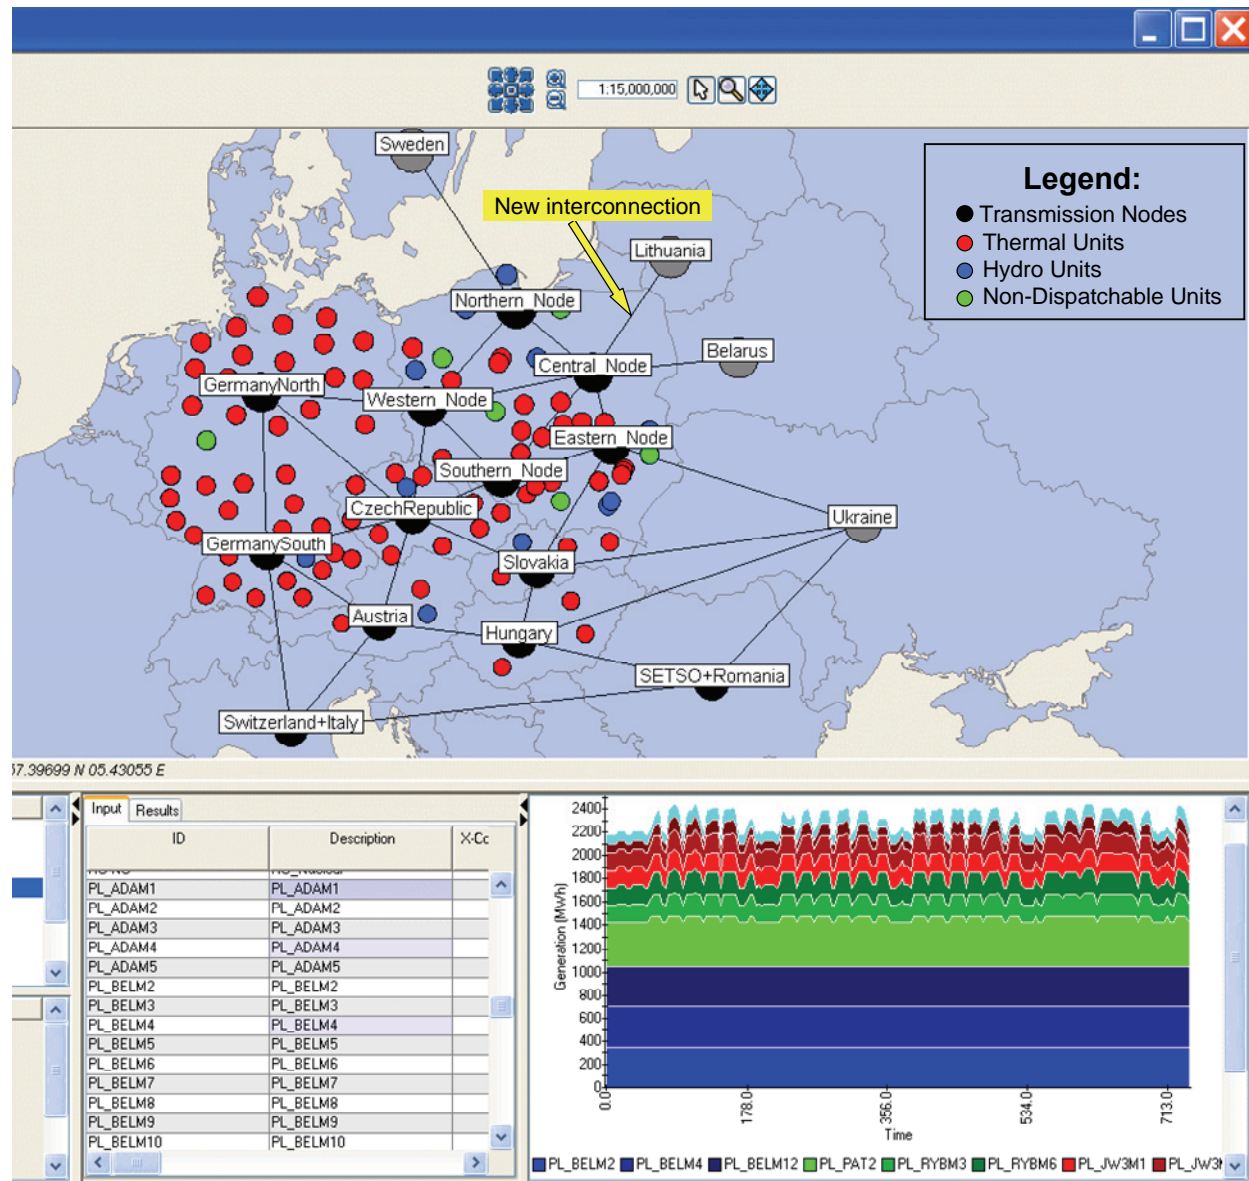 1:15,000,000
Sweden
New interconnection
Legend:
Transmission Nodes
Thermal Units
Hydro Units
Non-Dispatchable Units
Lithuania
Northern_Node
Belarus
Central_Node
GermanyNorth
Western_Node
Eastern_Node
Southern_Node
CzechRepublic
Ukraine
GermanySouth
Slovakia
Austria
Hungary
SETSO+Romania
Switzerland+Italy
57.39699 N 05.43055 E
Input Results
ID Description X-Cc
PL_ADAM1 PL_ADAM1
PL_ADAM2 PL_ADAM2
PL_ADAM3 PL_ADAM3
PL_ADAM4 PL_ADAM4
PL_ADAM5 PL_ADAM5
PL_BELM2 PL_BELM2
PL_BELM3 PL_BELM3
PL_BELM4 PL_BELM4
PL_BELM5 PL_BELM5
PL_BELM6 PL_BELM6
PL_BELM7 PL_BELM7
PL_BELM8 PL_BELM8
PL_BELM9 PL_BELM9
PL_BELM10 PL_BELM10
Generation (MW/h)
2400
2200
2000
1800
1600
1400
1200
1000
800
600
400
200
0
0.0 178.0 356.0 534.0 713.0
Time
PL_BELM2 PL_BELM4 PL_BELM12 PL_PAT2 PL_RYBM3 PL_RYBM6 PL_JW3M1 PL_JW3M